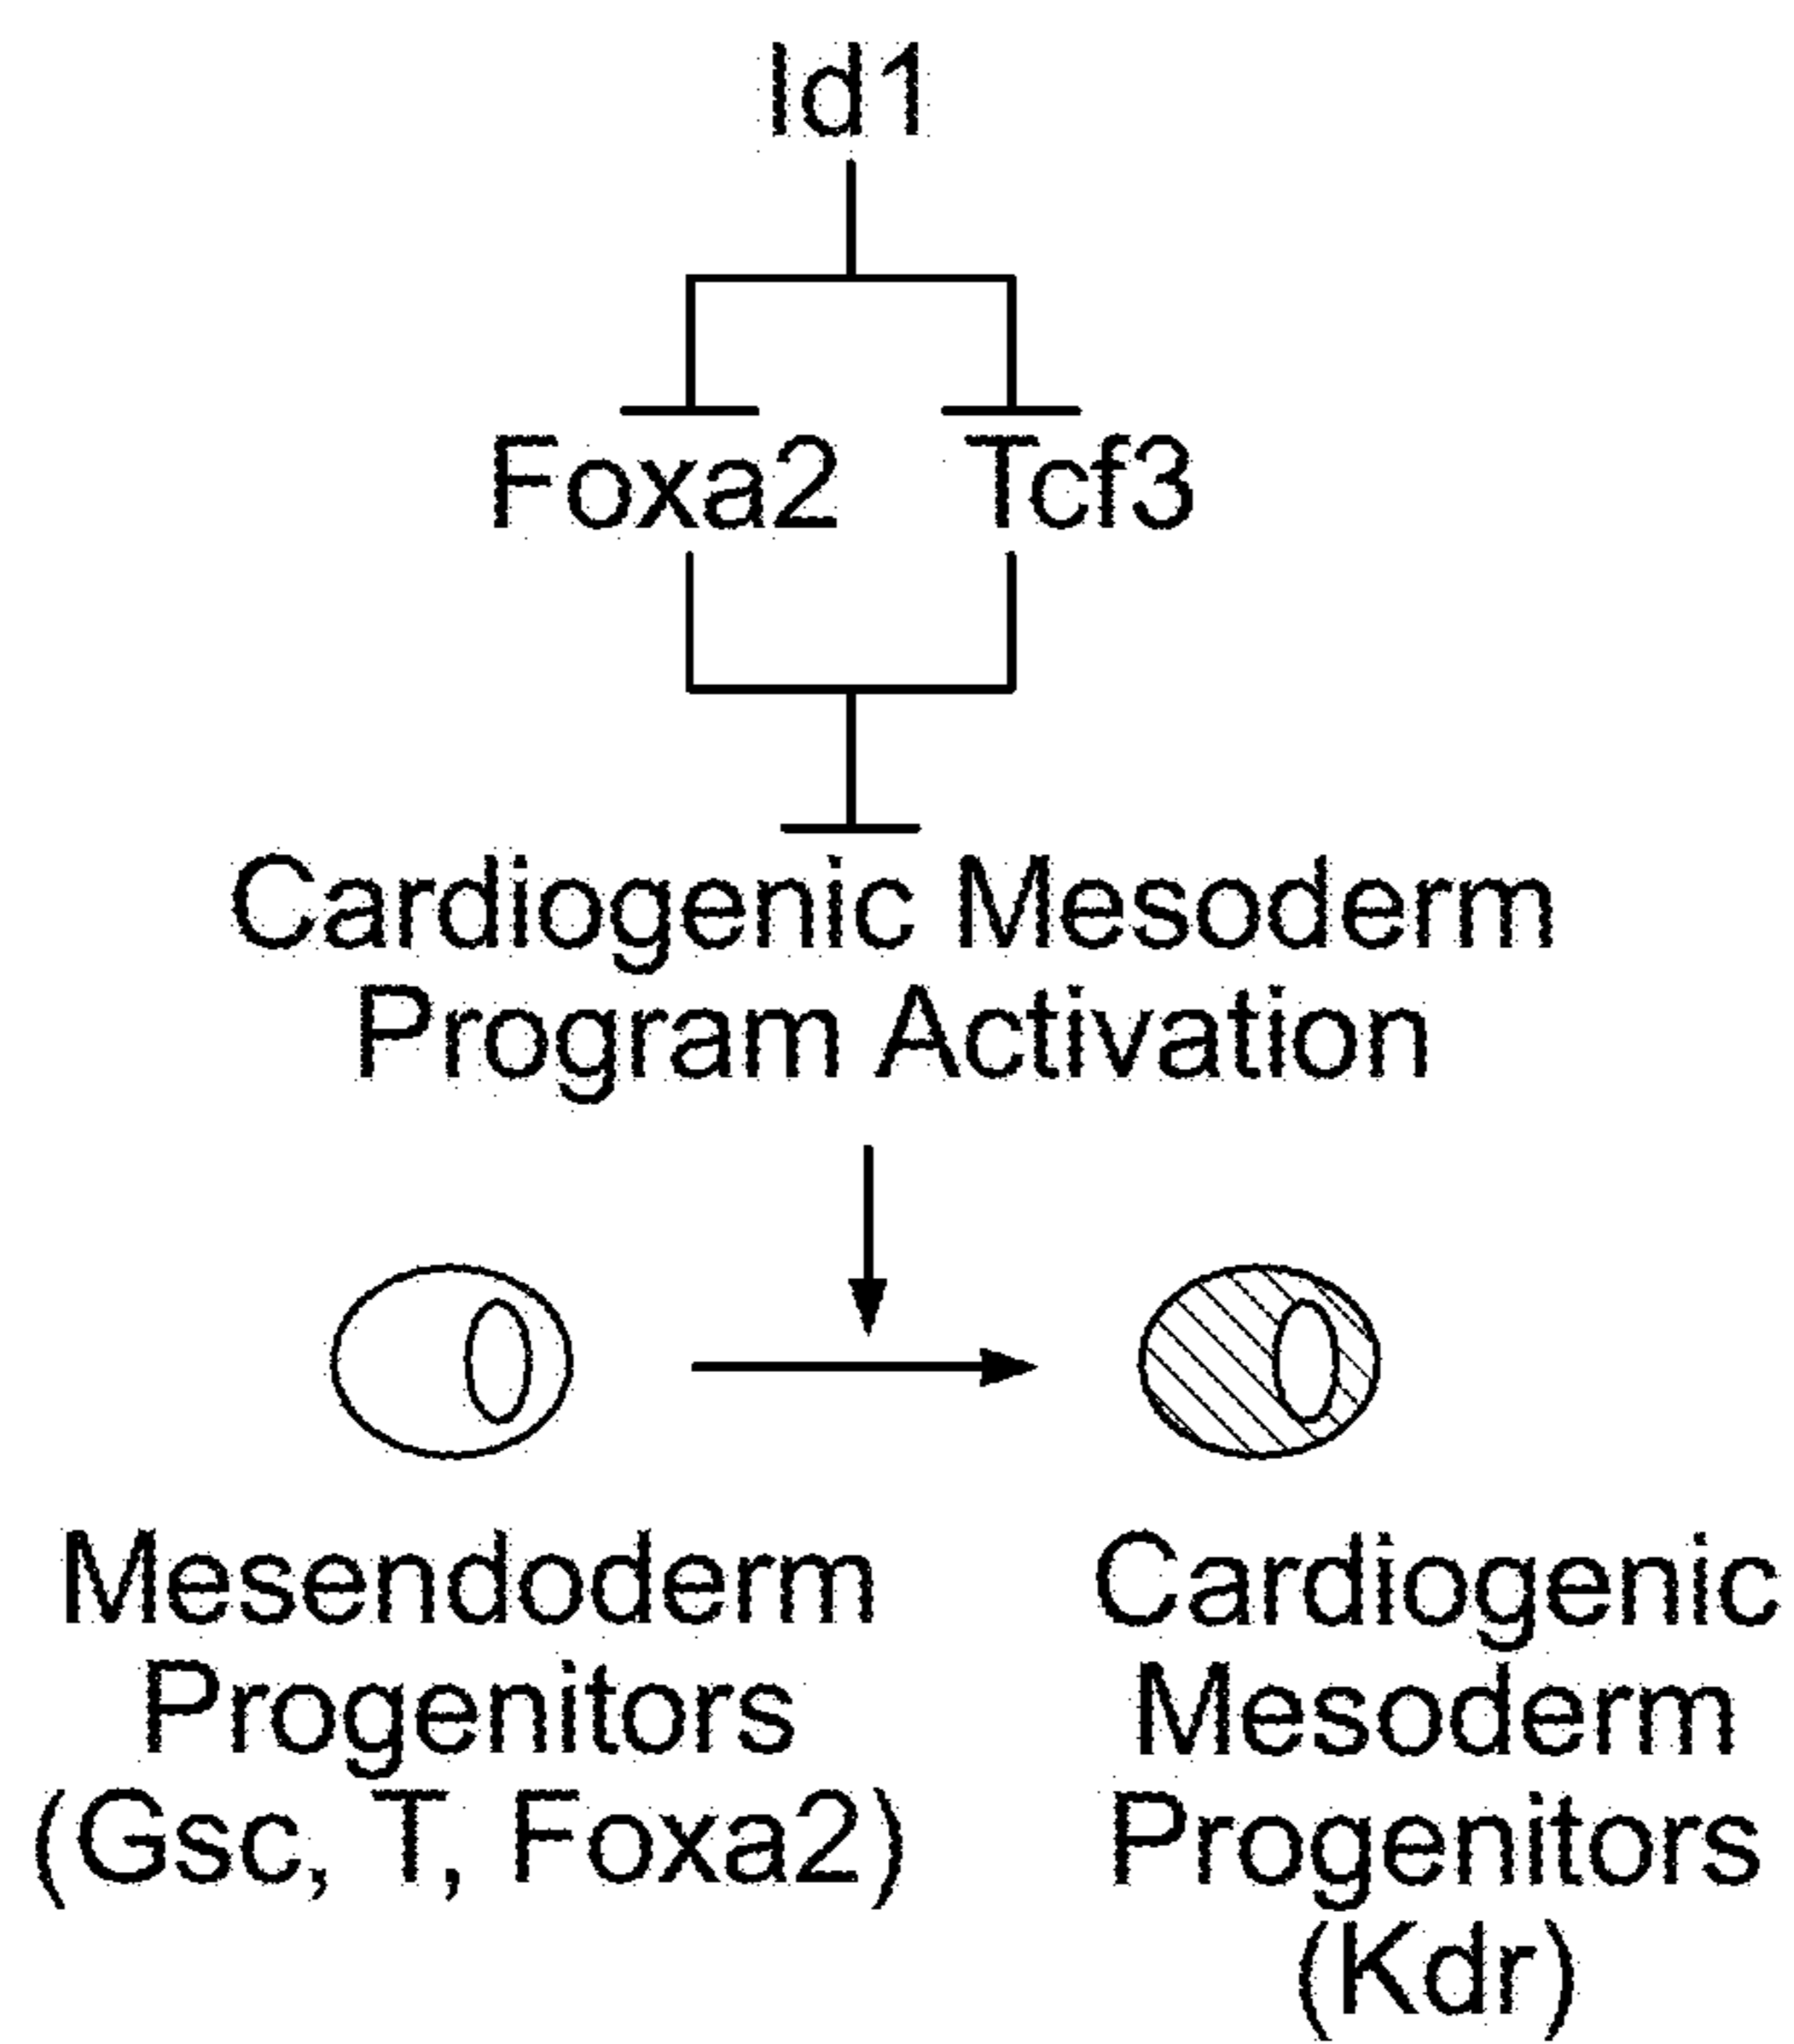 Id1
Foxa2 Tcf3
Cardiogenic Mesoderm
Program Activation
Mesendoderm
Progenitors
(Gsc, T, Foxa2)
Cardiogenic
Mesoderm
Progenitors
(Kdr)